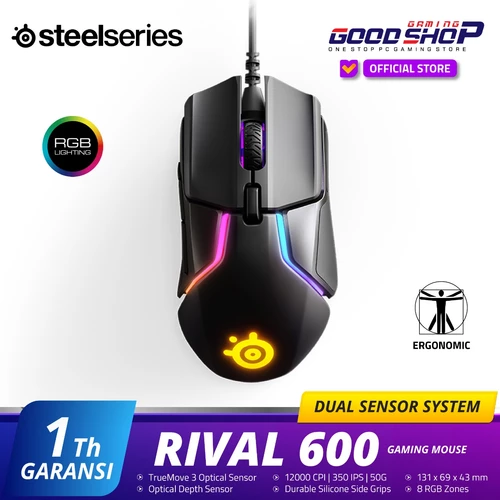 steelseries
GAMING
GOODSHOP
ONE STOP PC GAMING STORE
OFFICIAL STORE
RGB
LIGHTING
ERGONOMIC
DUAL SENSOR SYSTEM
1Th
GARANSI
RIVAL 600 GAMING MOUSE
• TrueMove 3 Optical Sensor • 12000 CPI | 350 IPS | 50G • 131 x 69 x 43 mm
• Optical Depth Sensor • Durable Silicone Side Grips • 8 RGB Zones